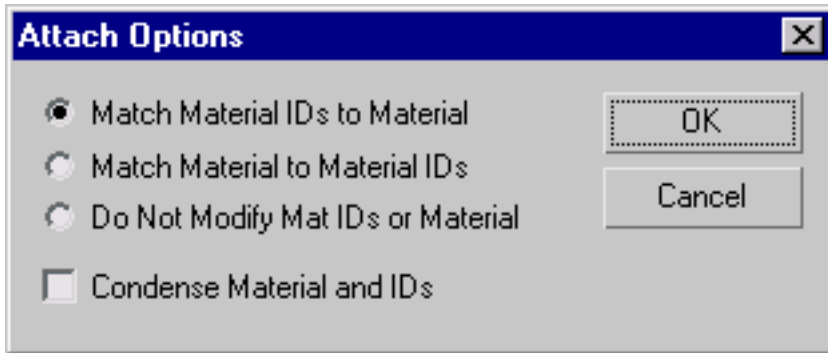 Attach Options
Match Material IDs to Material
OK
Match Material to Material IDs
Cancel
Do Not Modify Mat IDs or Material
Condense Material and IDs